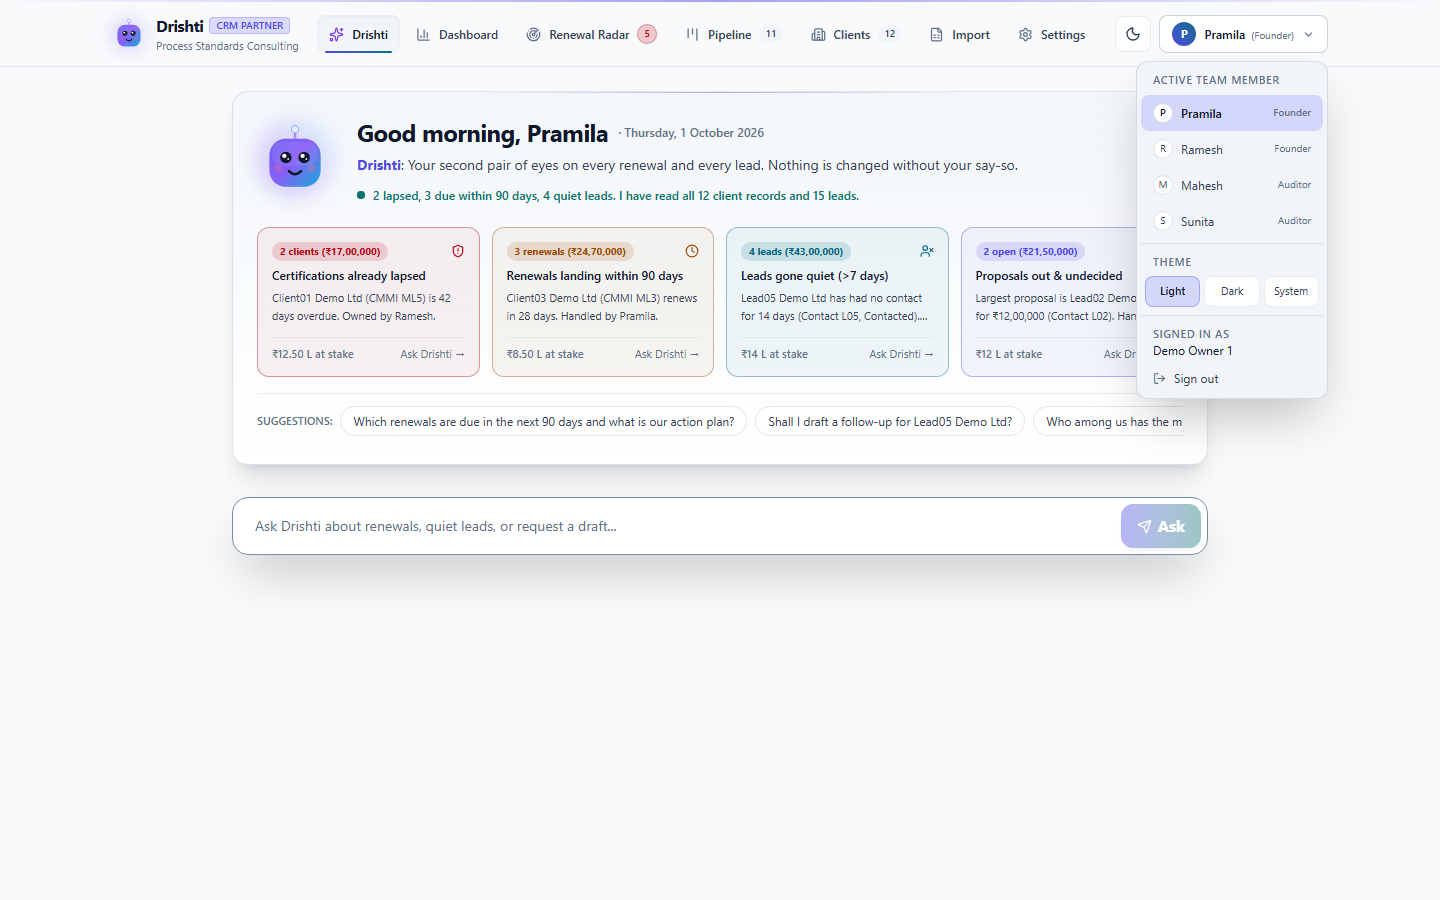 Drishti CRM PARTNER
Process Standards Consulting
Drishti
Dashboard
Renewal Radar 5
Pipeline 11
Clients 12
Import
Settings
P Pramila (Founder)
ACTIVE TEAM MEMBER
P Pramila Founder
R Ramesh Founder
M Mahesh Auditor
S Sunita Auditor
THEME
Light Dark System
SIGNED IN AS
Demo Owner 1
Sign out
Good morning, Pramila · Thursday, 1 October 2026
Drishti: Your second pair of eyes on every renewal and every lead. Nothing is changed without your say-so.
2 lapsed, 3 due within 90 days, 4 quiet leads. I have read all 12 client records and 15 leads.
2 clients (₹17,00,000)
Certifications already lapsed
Client01 Demo Ltd (CMMI ML5) is 42
days overdue. Owned by Ramesh.
₹12.50 L at stake Ask Drishti →
3 renewals (₹24,70,000)
Renewals landing within 90 days
Client03 Demo Ltd (CMMI ML3) renews
in 28 days. Handled by Pramila.
₹8.50 L at stake Ask Drishti →
4 leads (₹43,00,000)
Leads gone quiet (>7 days)
Lead05 Demo Ltd has had no contact
for 14 days (Contact L05, Contacted)....
₹14 L at stake Ask Drishti →
2 open (₹21,50,000)
Proposals out & undecided
Largest proposal is Lead02 Demo
for ₹12,00,000 (Contact L02). Han
₹12 L at stake Ask Dr
SUGGESTIONS:
Which renewals are due in the next 90 days and what is our action plan?
Shall I draft a follow-up for Lead05 Demo Ltd?
Who among us has the m
Ask Drishti about renewals, quiet leads, or request a draft...
Ask